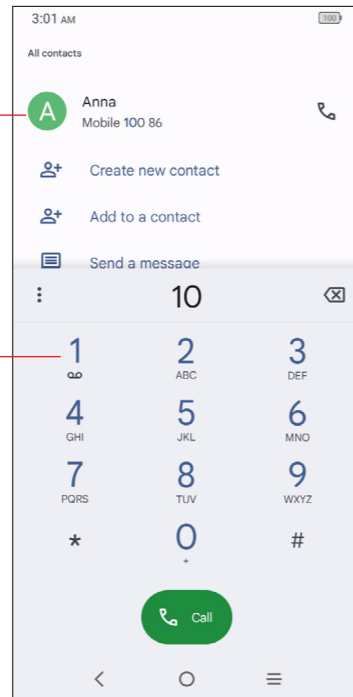 3:01 AM 100
All contacts
A Anna
Mobile 100 86
Create new contact
Add to a contact
Send a message
10
1 2 3
ABC DEF
4 5 6
GHI JKL MNO
7 8 9
PQRS TUV WXYZ
* 0 #
+
Call